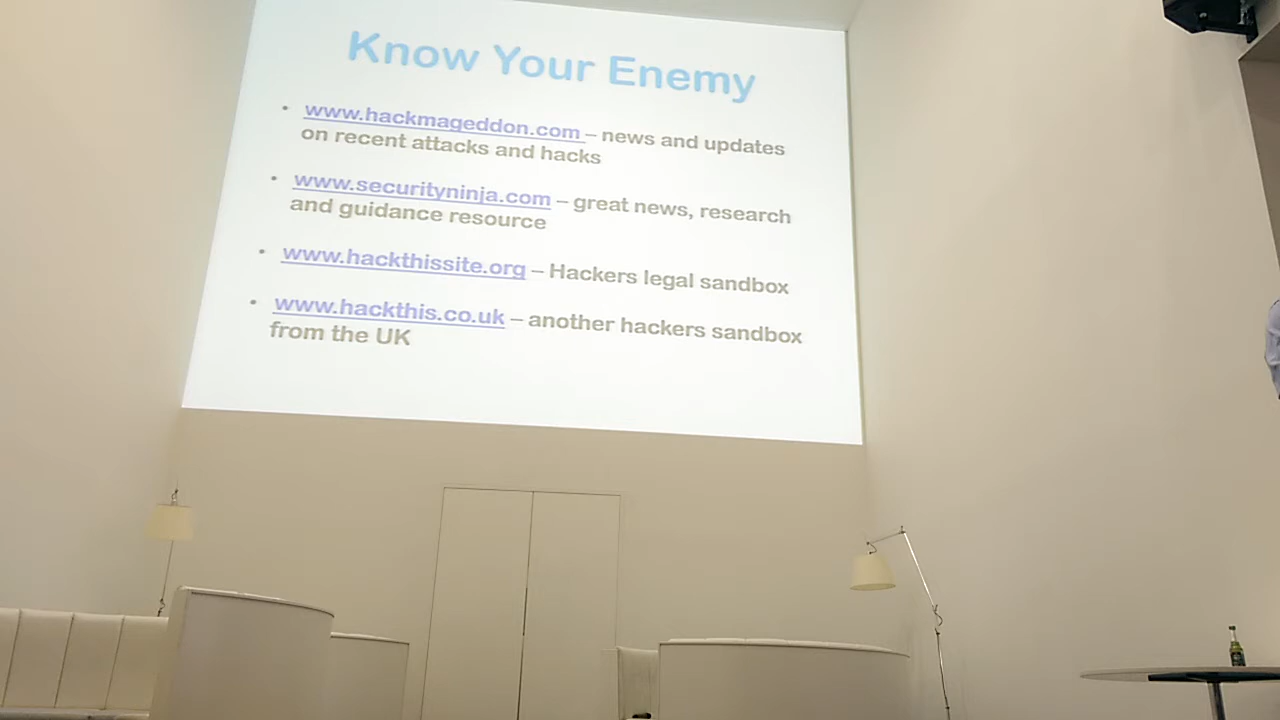 Know Your Enemy
• www.hackmageddon.com – news and updates
on recent attacks and hacks
• www.securityninja.com – great news, research
and guidance resource
• www.hackthissite.org – Hackers legal sandbox
• www.hackthis.co.uk – another hackers sandbox
from the UK